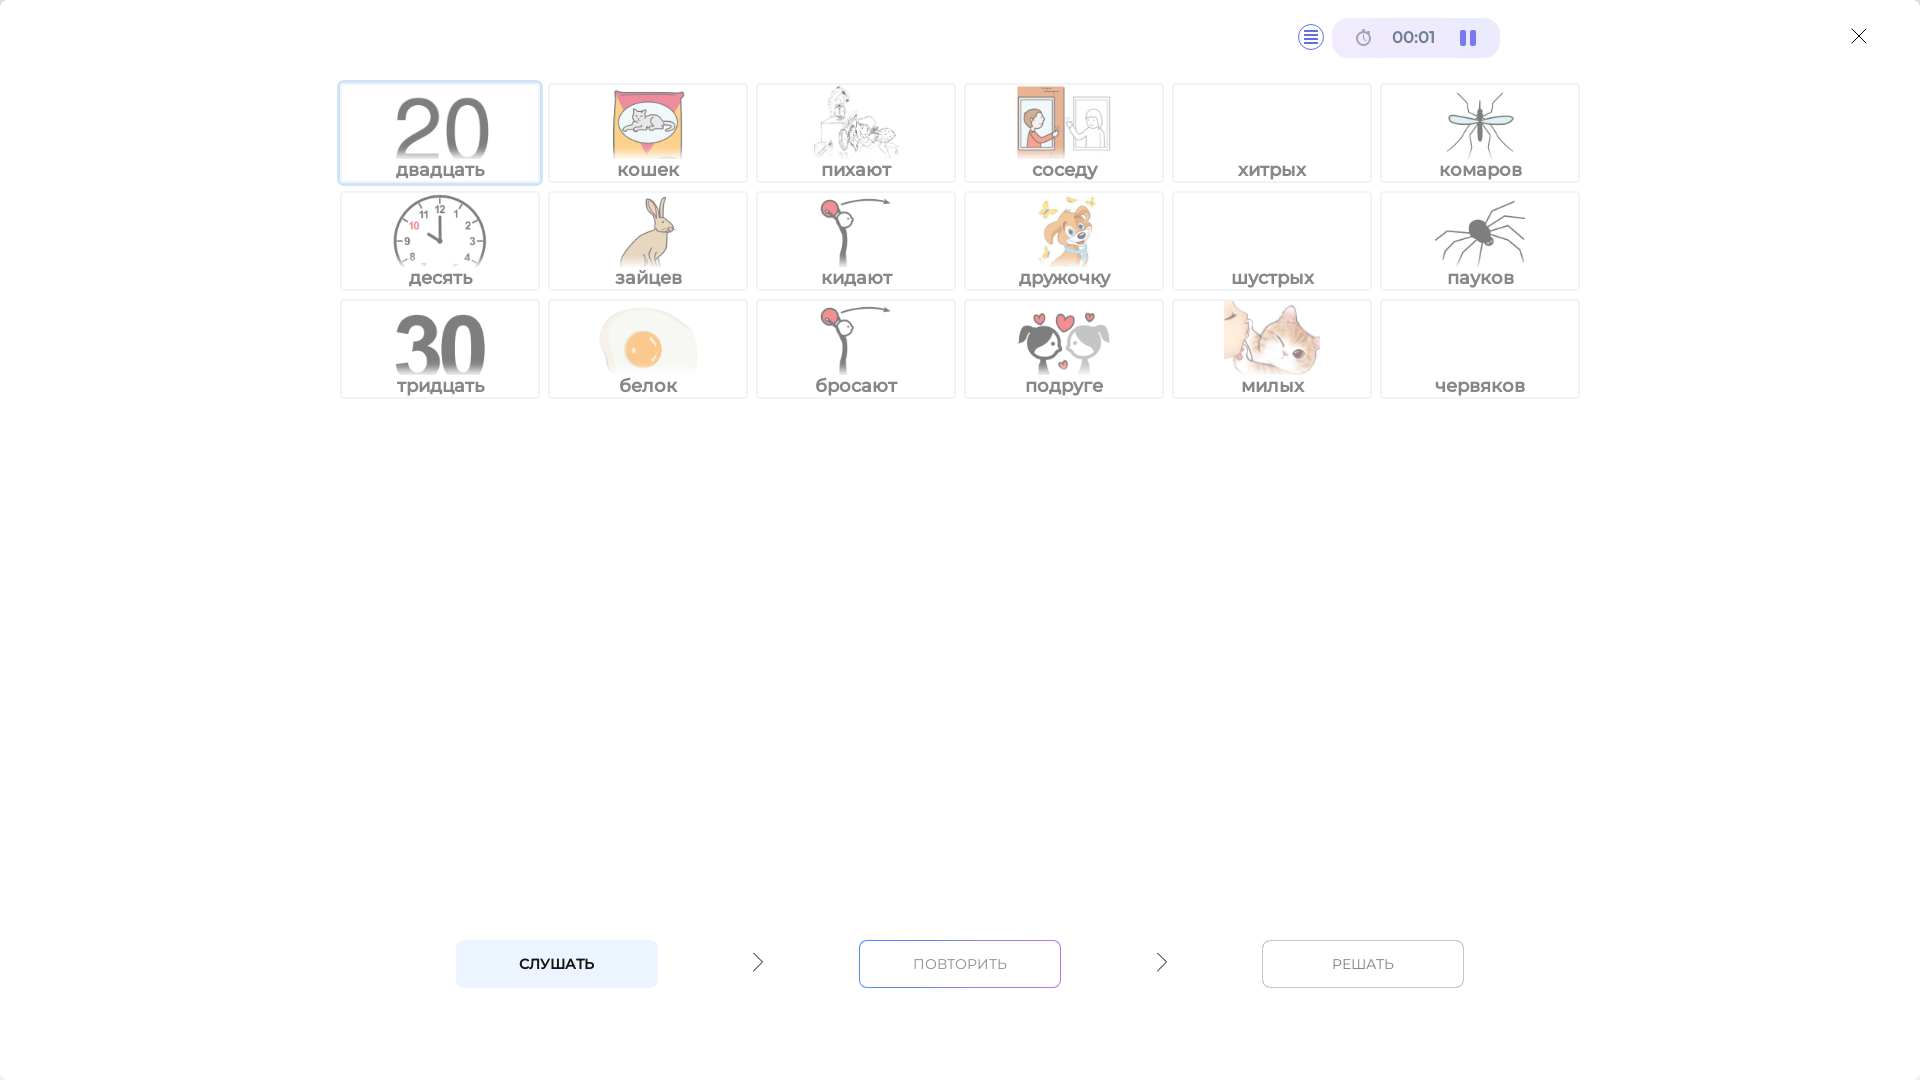 00:01
20
двадцать
кошек
пихают
соседу
хитрых
комаров
десять
зайцев
кидают
дружочку
шустрых
пауков
30
тридцать
белок
бросают
подруге
милых
червяков
СЛУШАТЬ
ПОВТОРИТЬ
РЕШАТЬ